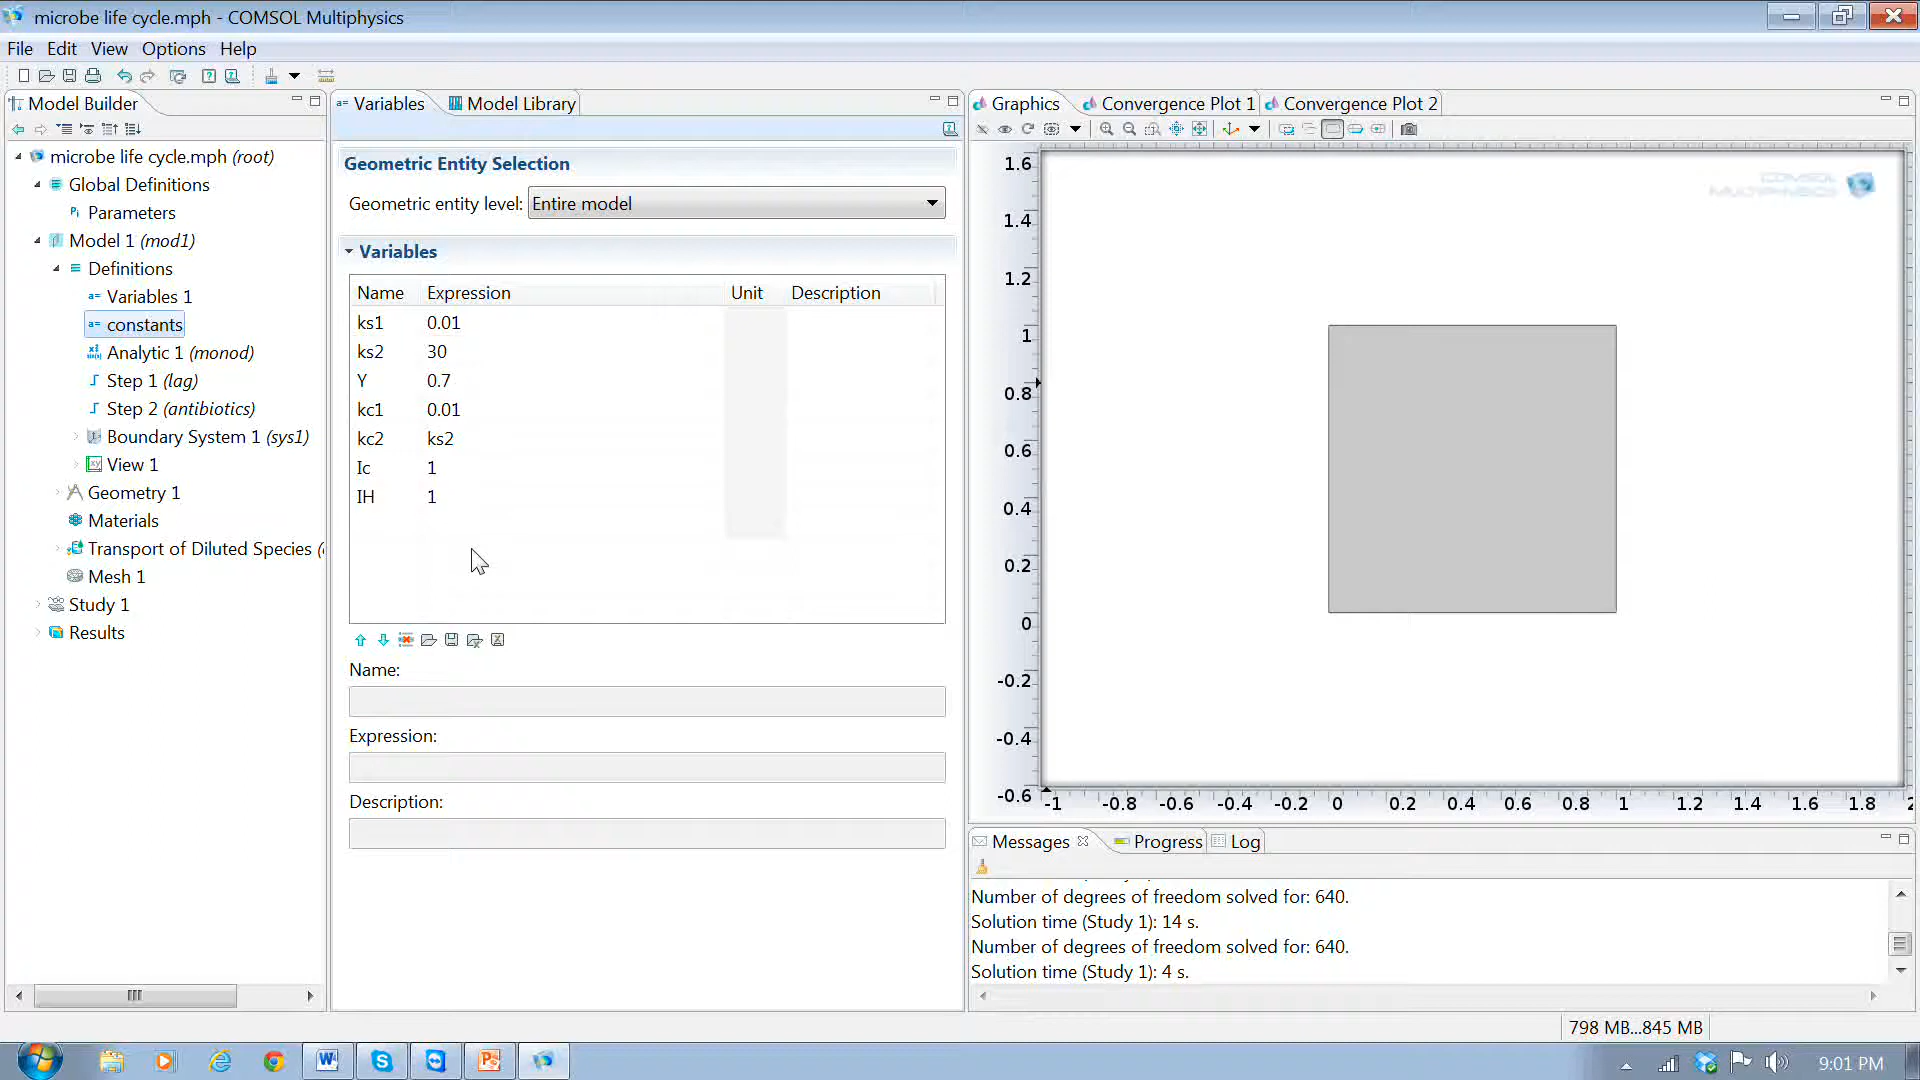 microbe life cycle.mph - COMSOL Multiphysics
File Edit View Options Help
Model Builder
microbe life cycle.mph (root)
Global Definitions
Pi Parameters
Model 1 (mod1)
Definitions
a= Variables 1
a= constants
Analytic 1 (monod)
Step 1 (lag)
Step 2 (antibiotics)
Boundary System 1 (sys1)
View 1
Geometry 1
Materials
Transport of Diluted Species (
Mesh 1
Study 1
Results
a= Variables Model Library
Geometric Entity Selection
Geometric entity level: Entire model
Variables
Name Expression Unit Description
ks1 0.01
ks2 30
Y 0.7
kc1 0.01
kc2 ks2
Ic 1
IH 1
Name:
Expression:
Description:
Graphics Convergence Plot 1 Convergence Plot 2
COMSOL
MULTIPHYSICS
1.6
1.4
1.2
1
0.8
0.6
0.4
0.2
0
-0.2
-0.4
-0.6
-1 -0.8 -0.6 -0.4 -0.2 0 0.2 0.4 0.6 0.8 1 1.2 1.4 1.6 1.8 2
Messages Progress Log
Number of degrees of freedom solved for: 640.
Solution time (Study 1): 14 s.
Number of degrees of freedom solved for: 640.
Solution time (Study 1): 4 s.
798 MB...845 MB
9:01 PM